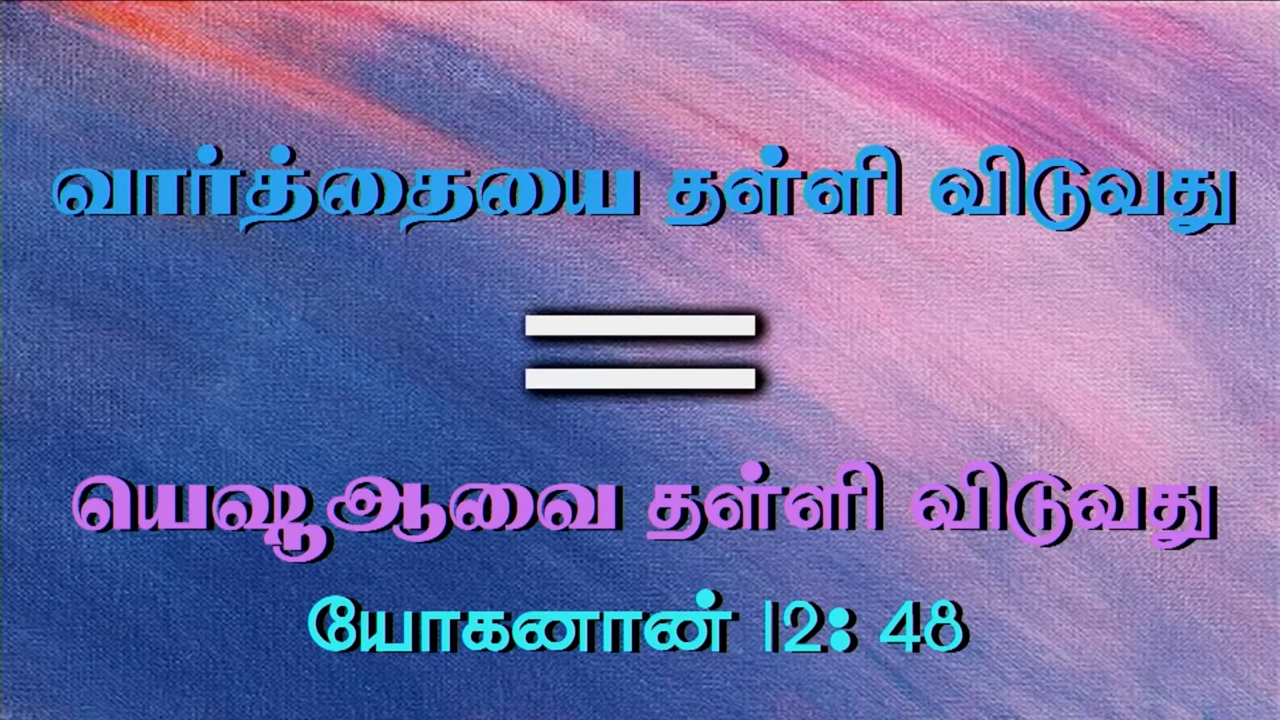 வார்த்தையை தள்ளி விடுவது
=
யெஷூஆவை தள்ளி விடுவது
யோகனான் 12: 48